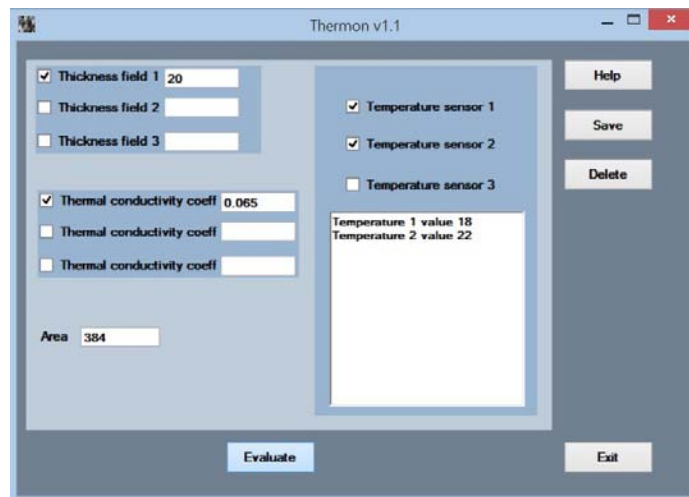 Thermon v1.1
Thickness field 1 20
Thickness field 2
Thickness field 3
Thermal conductivity coeff 0.065
Thermal conductivity coeff
Thermal conductivity coeff
Area 384
Temperature sensor 1
Temperature sensor 2
Temperature sensor 3
Temperature 1 value 18
Temperature 2 value 22
Help
Save
Delete
Evaluate
Exit